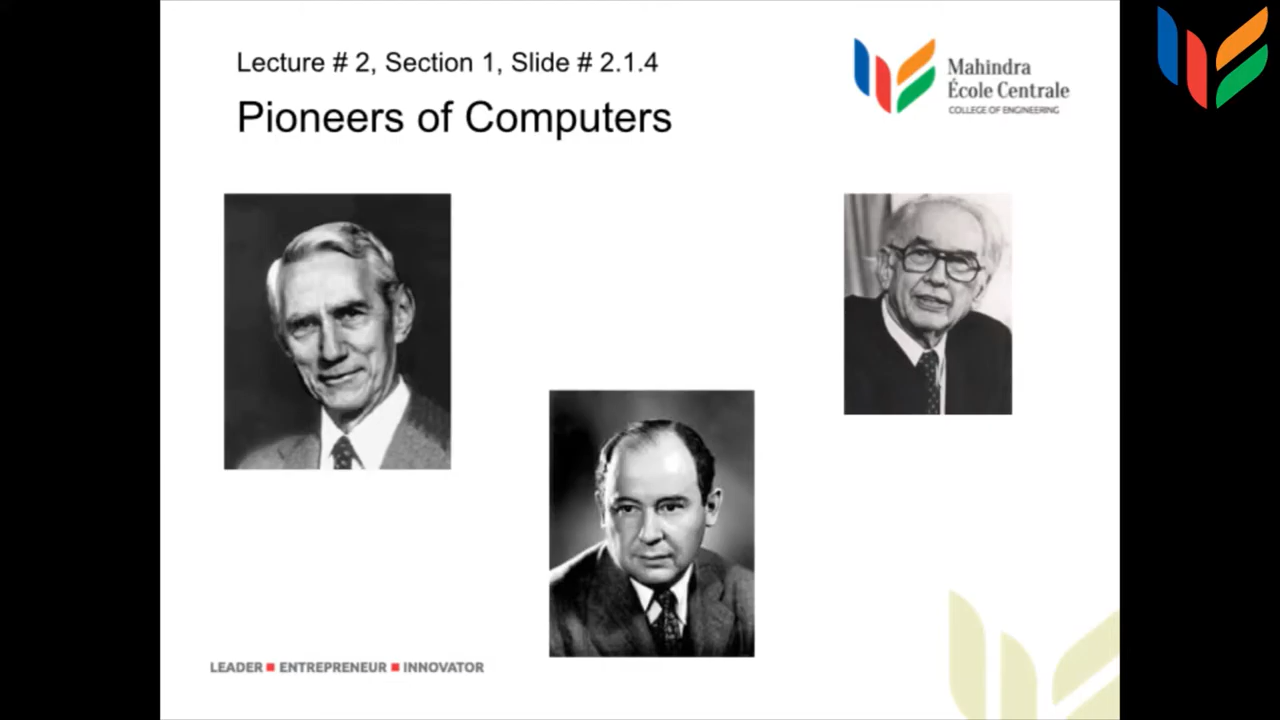 Lecture # 2, Section 1, Slide # 2.1.4
Pioneers of Computers
Mahindra
École Centrale
COLLEGE OF ENGINEERING
LEADER ■ ENTREPRENEUR ■ INNOVATOR